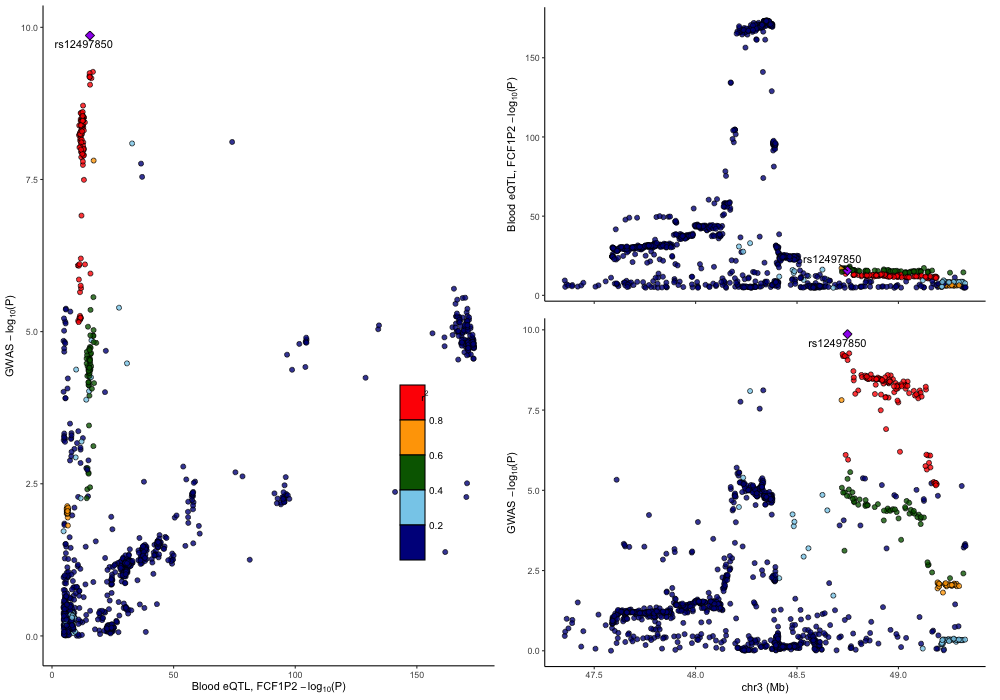 10.0
7.5
5.0
2.5
0.0
GWAS −log10(P)
0
50
100
150
Blood eQTL, FCF1P2 −log10(P)
rs12497850
r2
0.8
0.6
0.4
0.2
150
100
50
0
Blood eQTL, FCF1P2 −log10(P)
rs12497850
10.0
7.5
5.0
2.5
0.0
GWAS −log10(P)
rs12497850
47.5
48.0
48.5
49.0
chr3 (Mb)